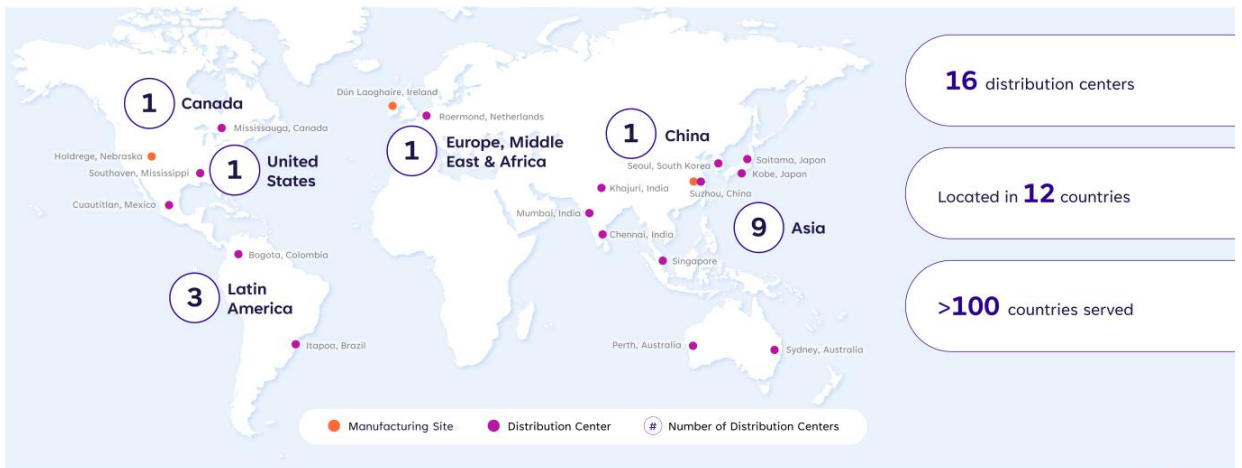 Dún Laoghaire, Ireland
1 Canada
Roermond, Netherlands
Mississauga, Canada
1 Europe, Middle
East & Africa
1 China
Holdrege, Nebraska
1 United
States
Southaven, Mississippi
Seoul, South Korea
Saitama, Japan
Kobe, Japan
Khajuri, India
Suzhou, China
Cuautitlan, Mexico
Mumbai, India
Chennai, India
9 Asia
Bogota, Colombia
Singapore
3 Latin
America
Itapoa, Brazil
Perth, Australia
Sydney, Australia
Manufacturing Site
Distribution Center
# Number of Distribution Centers
16 distribution centers
Located in 12 countries
>100 countries served